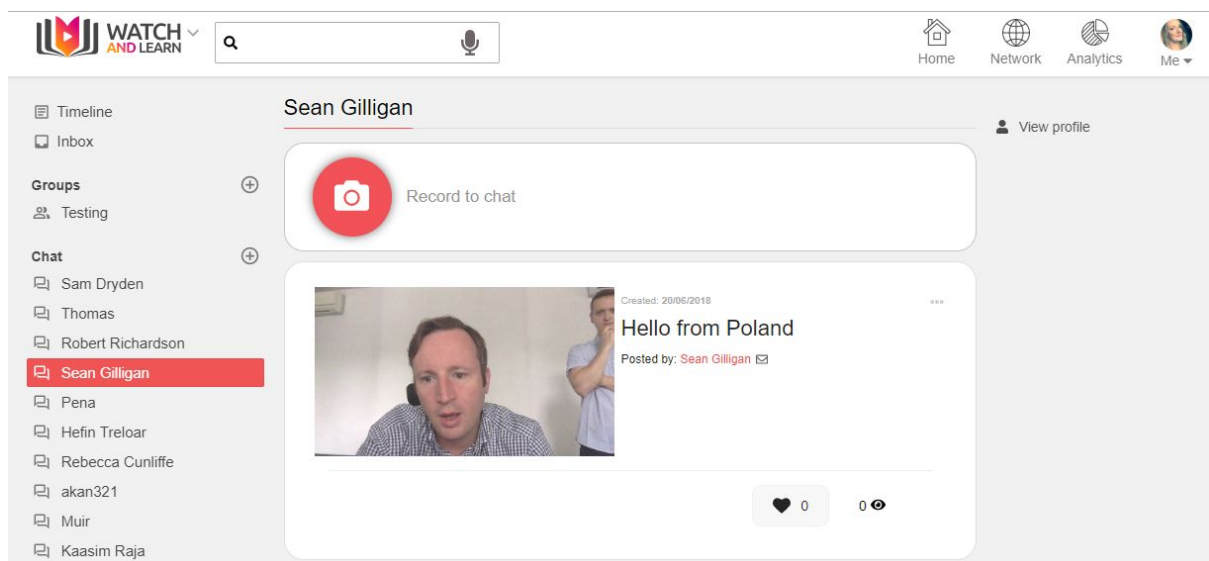 WATCH
AND LEARN
Home
Network
Analytics
Me
Timeline
Inbox
Groups
Testing
Chat
Sam Dryden
Thomas
Robert Richardson
Sean Gilligan
Pena
Hefin Treloar
Rebecca Cunliffe
akan321
Muir
Kaasim Raja
Sean Gilligan
Record to chat
Created: 20/06/2018
Hello from Poland
Posted by: Sean Gilligan
0
0
View profile